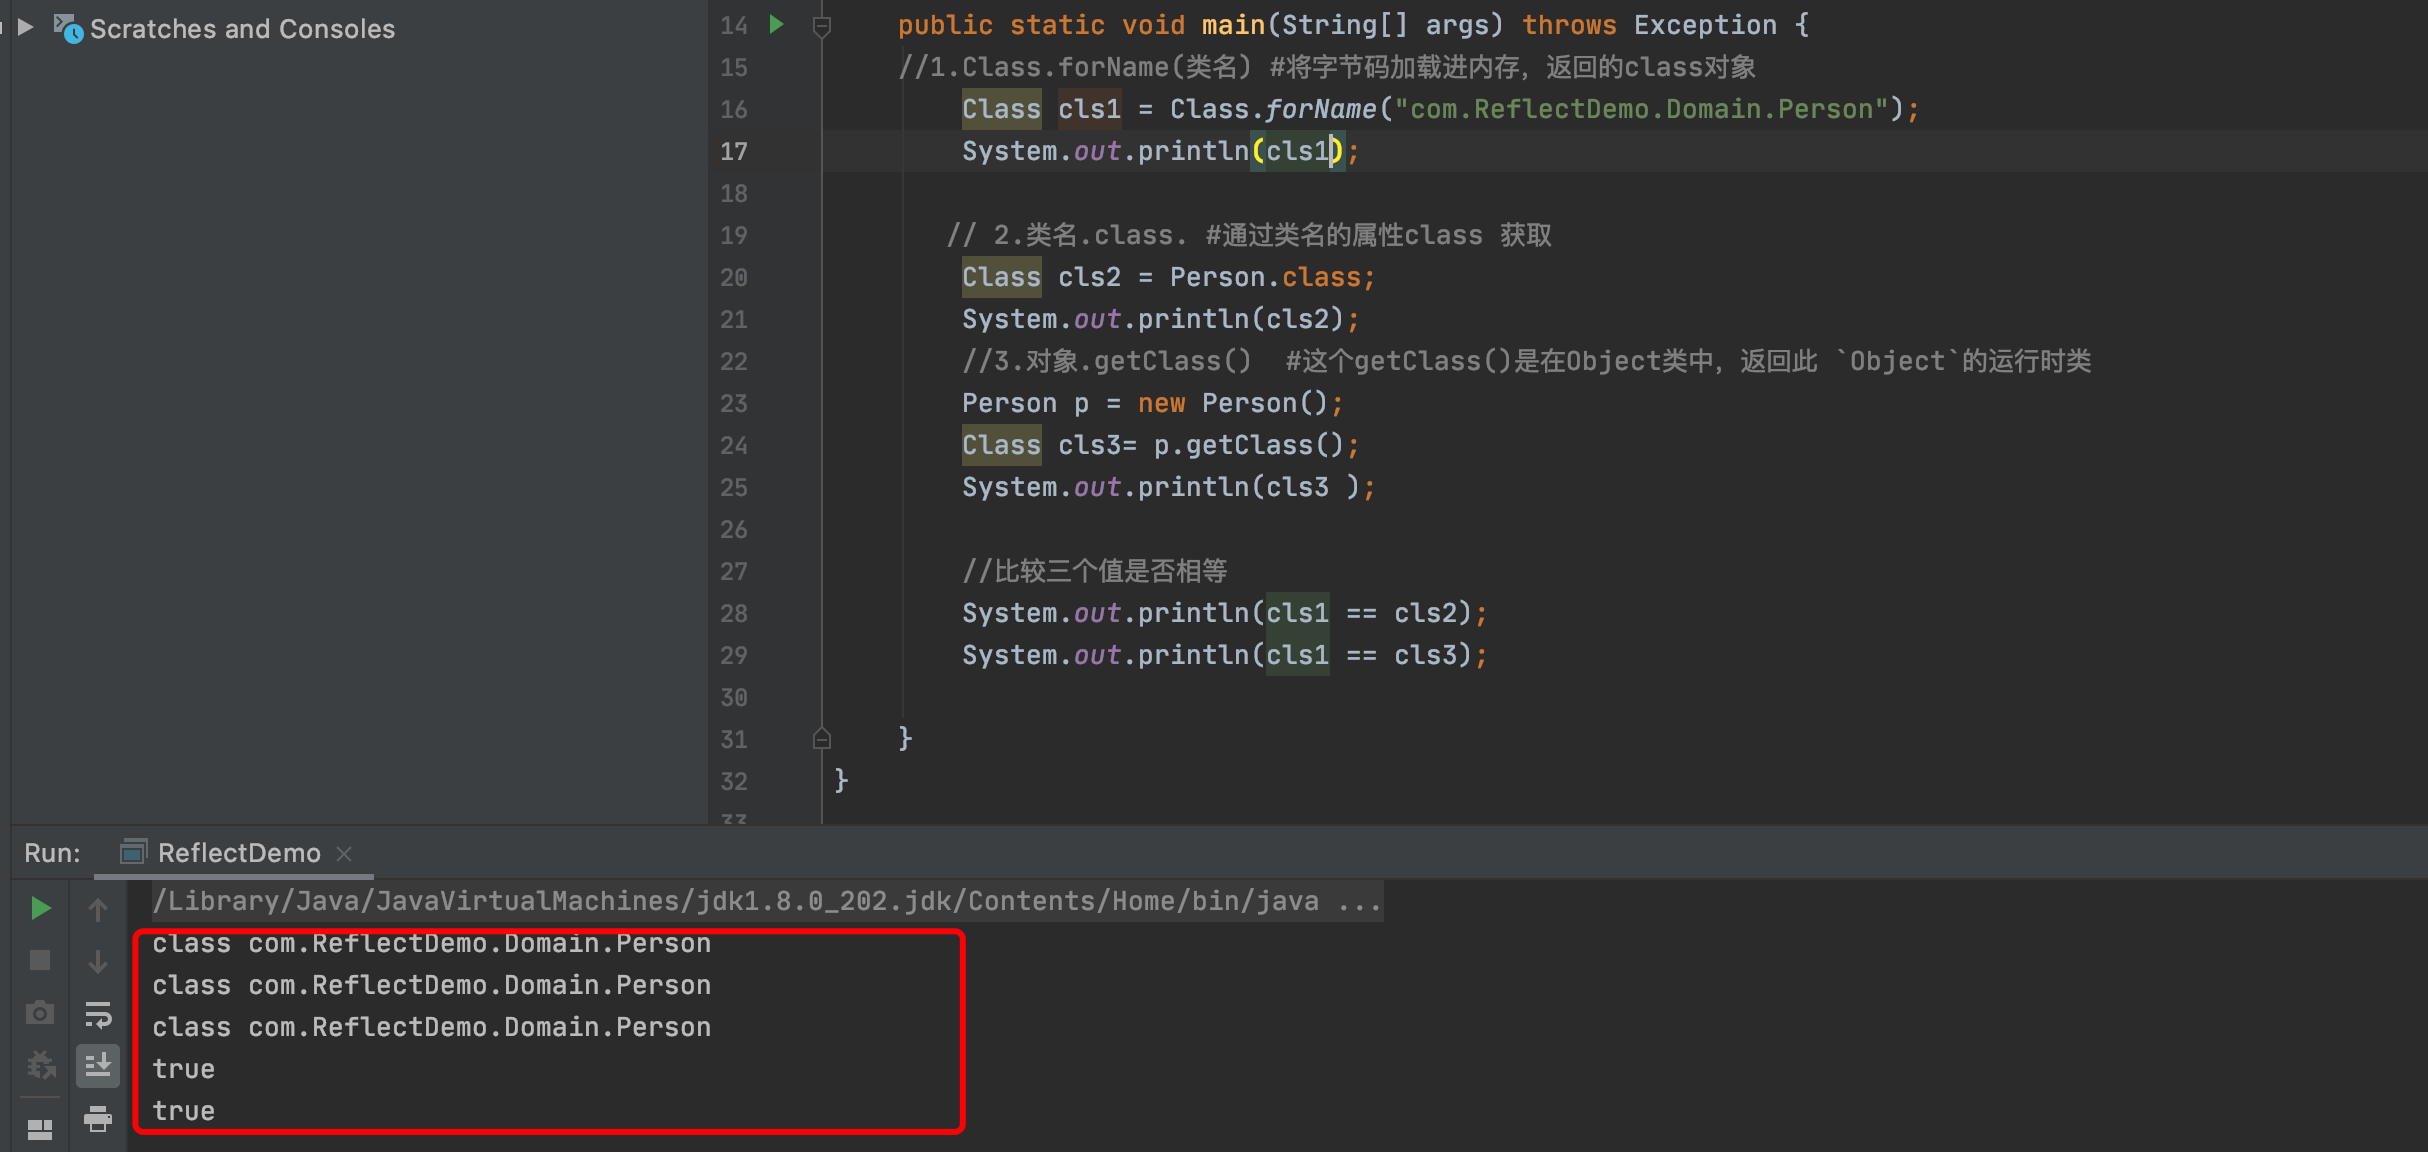 Scratches and Consoles
14 public static void main(String[] args) throws Exception {
15 //1.Class.forName(类名) #将字节码加载进内存，返回的class对象
16 Class cls1 = Class.forName("com.ReflectDemo.Domain.Person");
17 System.out.println(cls1);
18
19 // 2.类名.class. #通过类名的属性class 获取
20 Class cls2 = Person.class;
21 System.out.println(cls2);
22 //3.对象.getClass()  #这个getClass()是在Object类中，返回此 `Object`的运行时类
23 Person p = new Person();
24 Class cls3= p.getClass();
25 System.out.println(cls3 );
26
27 //比较三个值是否相等
28 System.out.println(cls1 == cls2);
29 System.out.println(cls1 == cls3);
30
31 }
32 }
33
Run: ReflectDemo
/Library/Java/JavaVirtualMachines/jdk1.8.0_202.jdk/Contents/Home/bin/java ...
class com.ReflectDemo.Domain.Person
class com.ReflectDemo.Domain.Person
class com.ReflectDemo.Domain.Person
true
true